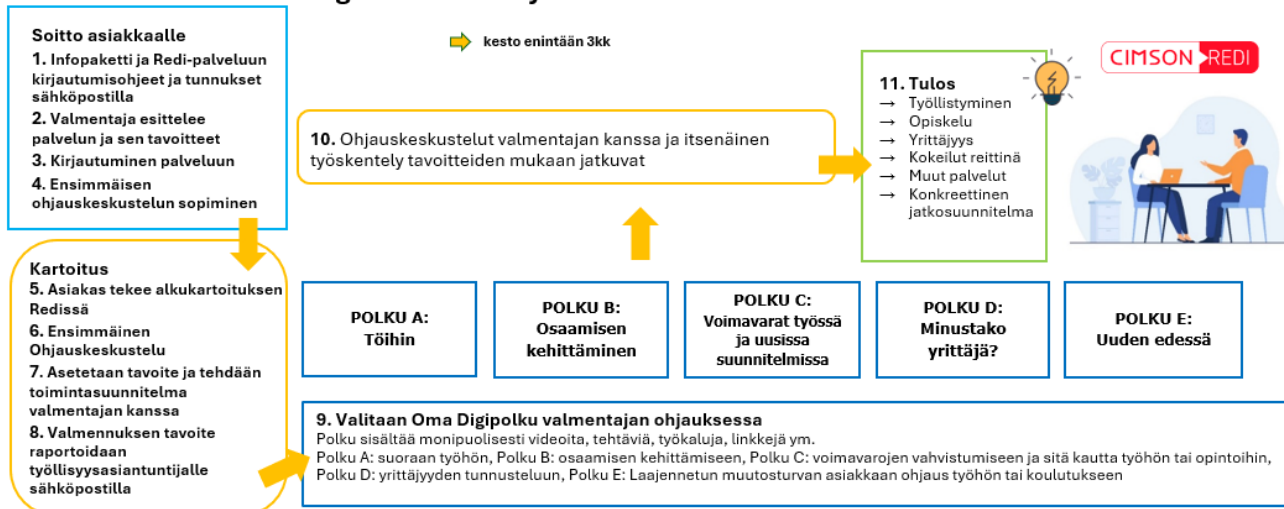 kesto enintään 3kk
CIMSON REDI
Soitto asiakkaalle
1. Infopaketti ja Redi-palveluun
kirjautumisohjeet ja tunnukset
sähköpostilla
2. Valmentaja esittelee
palvelun ja sen tavoitteet
3. Kirjautuminen palveluun
4. Ensimmäisen
ohjauskeskustelun sopiminen
Kartoitus
5. Asiakas tekee alkukartoituksen
Redissä
6. Ensimmäinen
Ohjauskeskustelu
7. Asetetaan tavoite ja tehdään
toimintasuunnitelma
valmentajan kanssa
8. Valmennuksen tavoite
raportoidaan
työllisyysasiantuntijalle
sähköpostilla
9. Valitaan Oma Digipolku valmentajan ohjauksessa
Polku sisältää monipuolisesti videoita, tehtäviä, työkaluja, linkkejä ym.
Polku A: suoraan työhön, Polku B: osaamisen kehittämiseen, Polku C: voimavarojen vahvistumiseen ja sitä kautta työhön tai opintoihin,
Polku D: yrittäjyyden tunnusteluun, Polku E: Laajennetun muutosturvan asiakkaan ohjaus työhön tai koulutukseen
POLKU A:
Töihin
POLKU B:
Osaamisen
kehittäminen
POLKU C:
Voimavarat työssä
ja uusissa
suunnitelmissa
POLKU D:
Minustako
yrittäjä?
POLKU E:
Uuden edessä
10. Ohjauskeskustelut valmentajan kanssa ja itsenäinen
työskentely tavoitteiden mukaan jatkuvat
11. Tulos
→ Työllistyminen
→ Opiskelu
→ Yrittäjyys
→ Kokeilut reittinä
→ Muut palvelut
→ Konkreettinen
jatkosuunnitelma